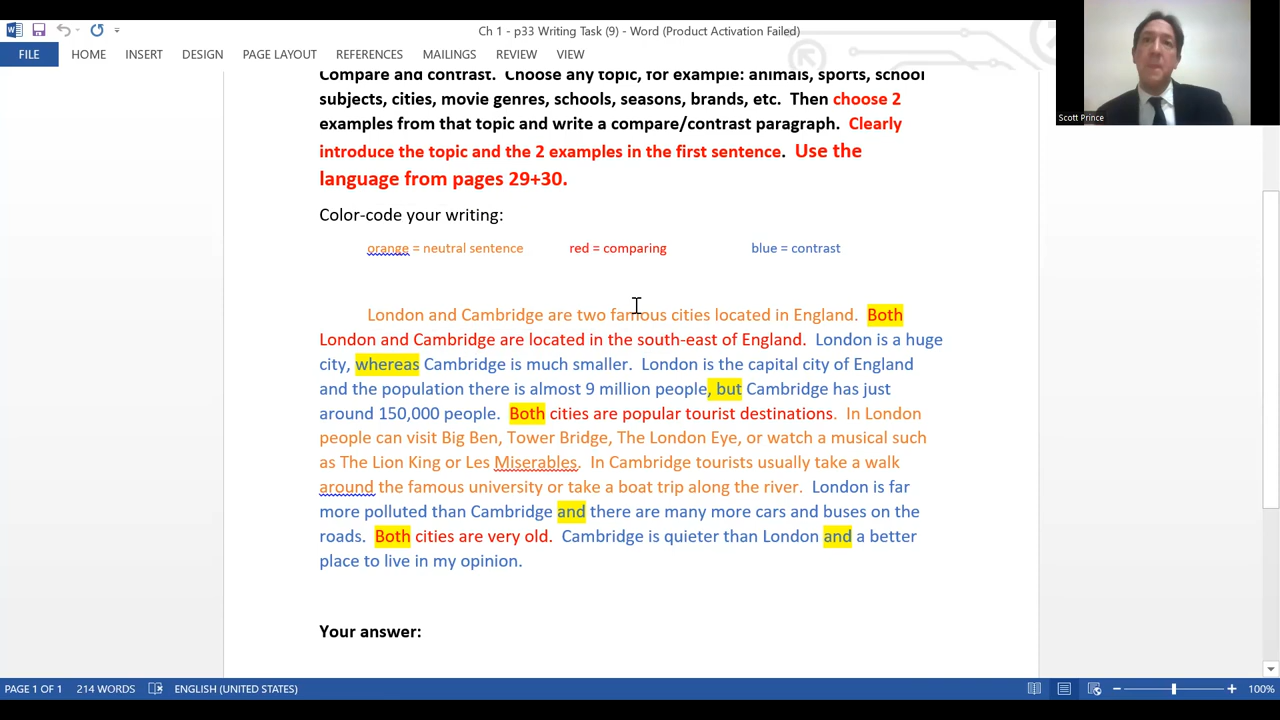 Ch 1 - p33 Writing Task (9) - Word (Product Activation Failed)
FILE HOME INSERT DESIGN PAGE LAYOUT REFERENCES MAILINGS REVIEW VIEW
Scott Prince
Compare and contrast. Choose any topic, for example: animals, sports, school
subjects, cities, movie genres, schools, seasons, brands, etc. Then choose 2
examples from that topic and write a compare/contrast paragraph. Clearly
introduce the topic and the 2 examples in the first sentence. Use the
language from pages 29+30.
Color-code your writing:
orange = neutral sentence red = comparing blue = contrast
London and Cambridge are two famous cities located in England. Both
London and Cambridge are located in the south-east of England. London is a huge
city, whereas Cambridge is much smaller. London is the capital city of England
and the population there is almost 9 million people, but Cambridge has just
around 150,000 people. Both cities are popular tourist destinations. In London
people can visit Big Ben, Tower Bridge, The London Eye, or watch a musical such
as The Lion King or Les Miserables. In Cambridge tourists usually take a walk
around the famous university or take a boat trip along the river. London is far
more polluted than Cambridge and there are many more cars and buses on the
roads. Both cities are very old. Cambridge is quieter than London and a better
place to live in my opinion.
Your answer:
PAGE 1 OF 1 214 WORDS ENGLISH (UNITED STATES) 100%